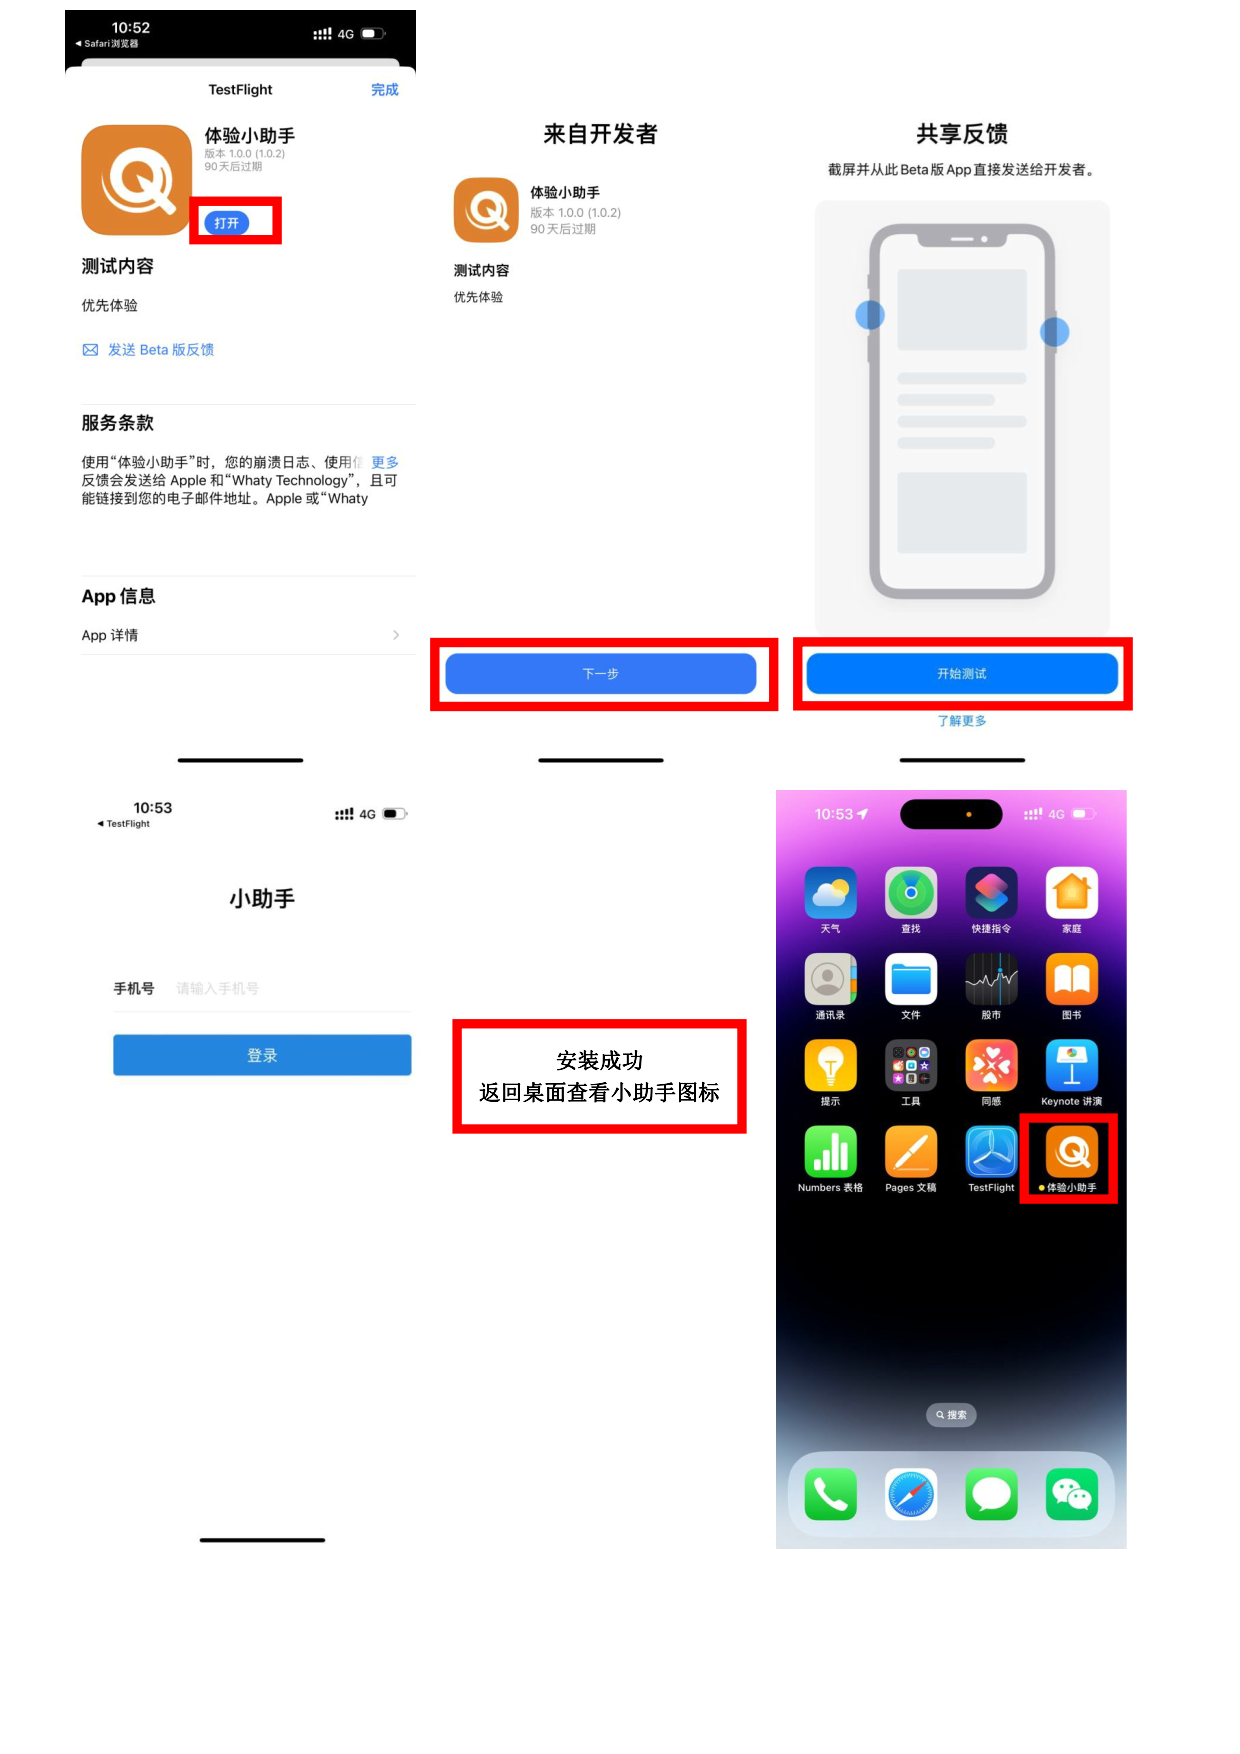 10:52
4G
◀ Safari浏览器
TestFlight
完成
体验小助手
版本 1.0.0 (1.0.2)
90天后过期
打开
测试内容
优先体验
发送 Beta 版反馈
服务条款
使用“体验小助手”时，您的崩溃日志、使用信 更多
反馈会发送给 Apple 和“Whaty Technology”，且可
能链接到您的电子邮件地址。Apple 或“Whaty
App 信息
App 详情
来自开发者
体验小助手
版本 1.0.0 (1.0.2)
90天后过期
测试内容
优先体验
下一步
共享反馈
截屏并从此Beta版App直接发送给开发者。
开始测试
了解更多
10:53
4G
◀ TestFlight
小助手
手机号 请输入手机号
登录
安装成功
返回桌面查看小助手图标
10:53
4G
天气 查找 快捷指令 家庭
通讯录 文件 股市 图书
提示 工具 同感 Keynote 讲演
Numbers 表格 Pages 文稿 TestFlight 体验小助手
搜索